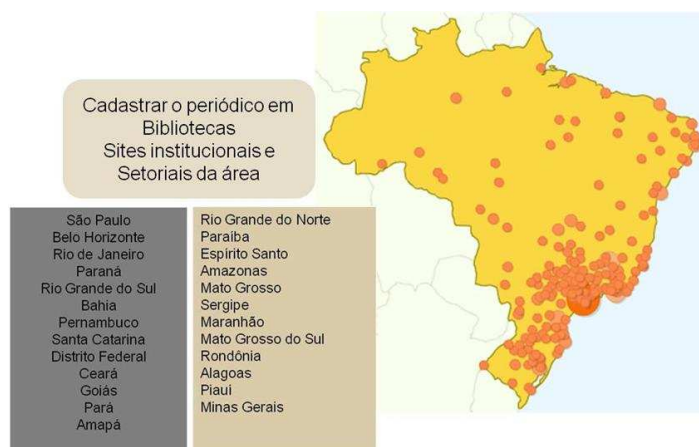 Cadastrar o periódico em
Bibliotecas
Sites institucionais e
Setoriais da área
São Paulo
Belo Horizonte
Rio de Janeiro
Paraná
Rio Grande do Sul
Bahia
Pernambuco
Santa Catarina
Distrito Federal
Ceará
Goiás
Pará
Amapá
Rio Grande do Norte
Paraíba
Espírito Santo
Amazonas
Mato Grosso
Sergipe
Maranhão
Mato Grosso do Sul
Rondônia
Alagoas
Piauí
Minas Gerais